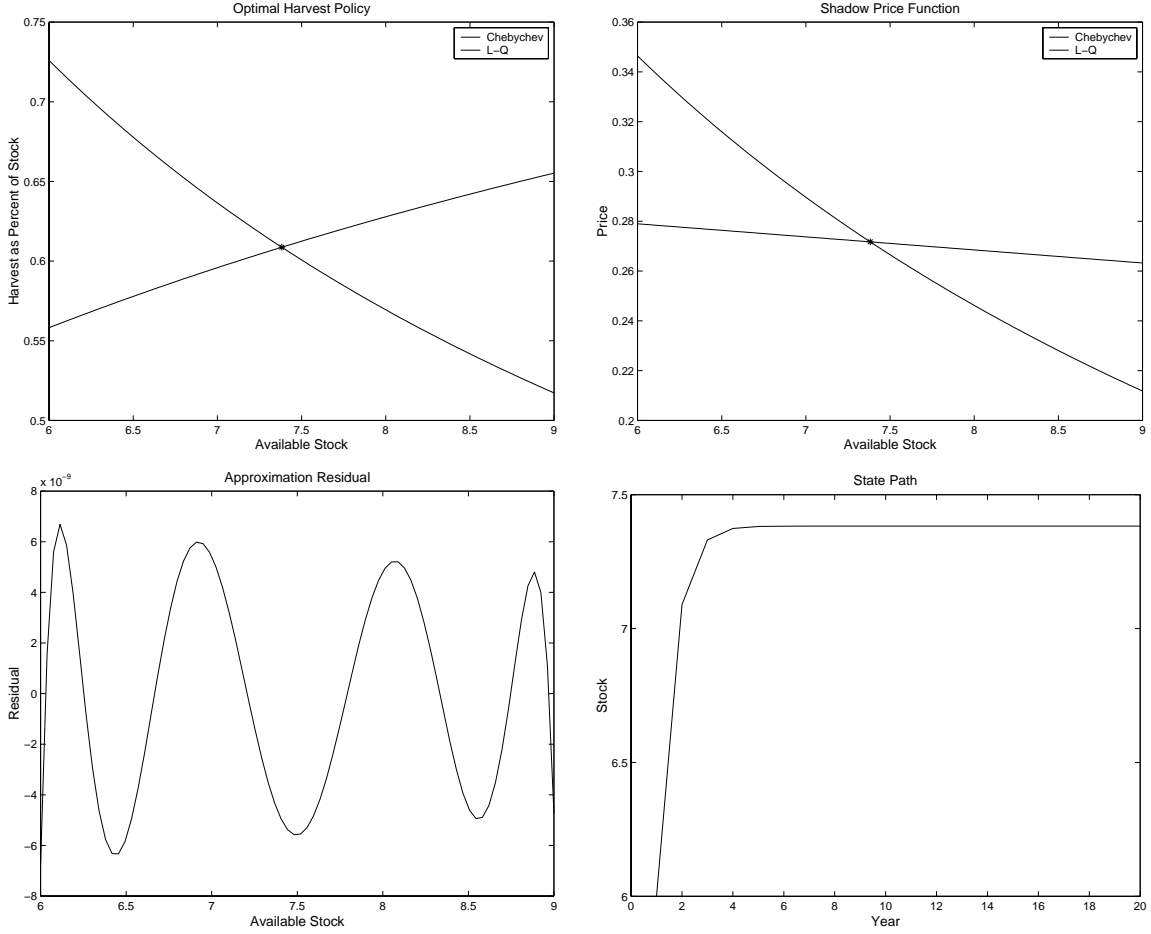 Optimal Harvest Policy
0.75
0.7
0.65
0.6
0.55
0.5
Harvest as Percent of Stock
Chebychev
L−Q
6 6.5 7 7.5 8 8.5 9
Available Stock
Shadow Price Function
0.36
0.34
0.32
0.3
0.28
0.26
0.24
0.22
0.2
Price
Chebychev
L−Q
6 6.5 7 7.5 8 8.5 9
Available Stock
Approximation Residual
x 10⁻⁹
8
6
4
2
0
−2
−4
−6
−8
Residual
6 6.5 7 7.5 8 8.5 9
Available Stock
State Path
7.5
7
6.5
6
Stock
0 2 4 6 8 10 12 14 16 18 20
Year